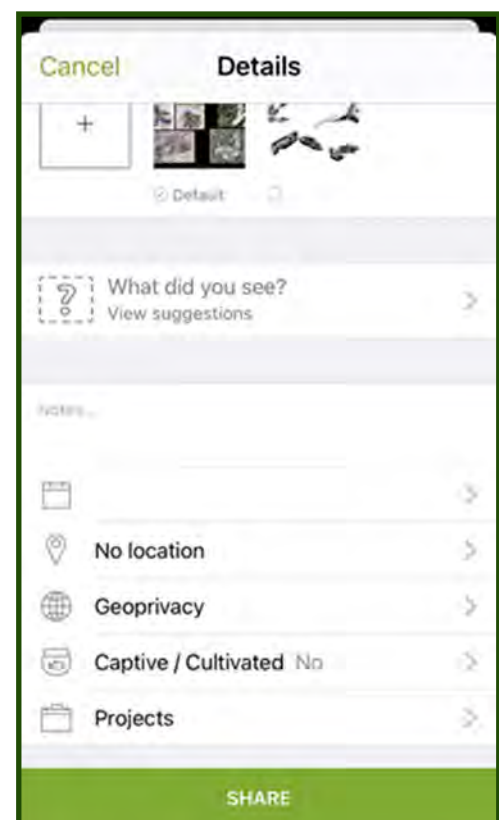 Cancel Details
Default
What did you see?
View suggestions
Notes...
No location
Geoprivacy
Captive / Cultivated No
Projects
SHARE